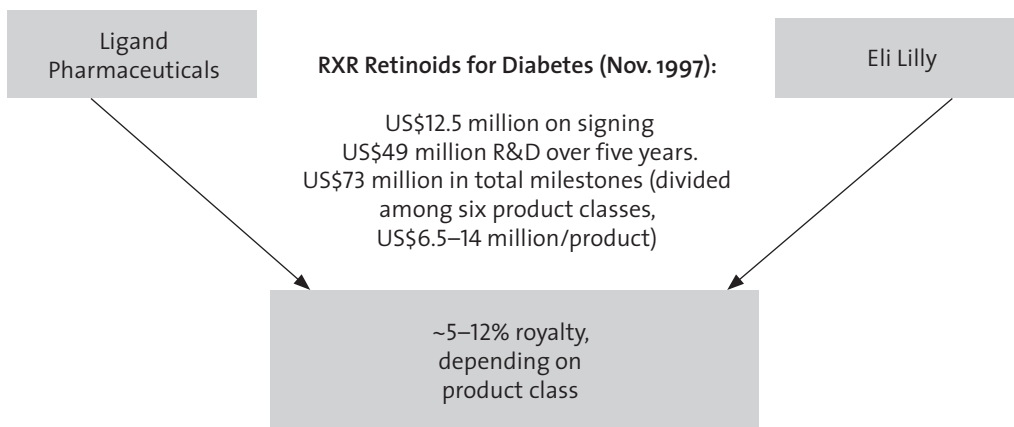 Ligand
Pharmaceuticals
RXR Retinoids for Diabetes (Nov. 1997):
US$12.5 million on signing
US$49 million R&D over five years.
US$73 million in total milestones (divided
among six product classes,
US$6.5–14 million/product)
Eli Lilly
~5–12% royalty,
depending on
product class